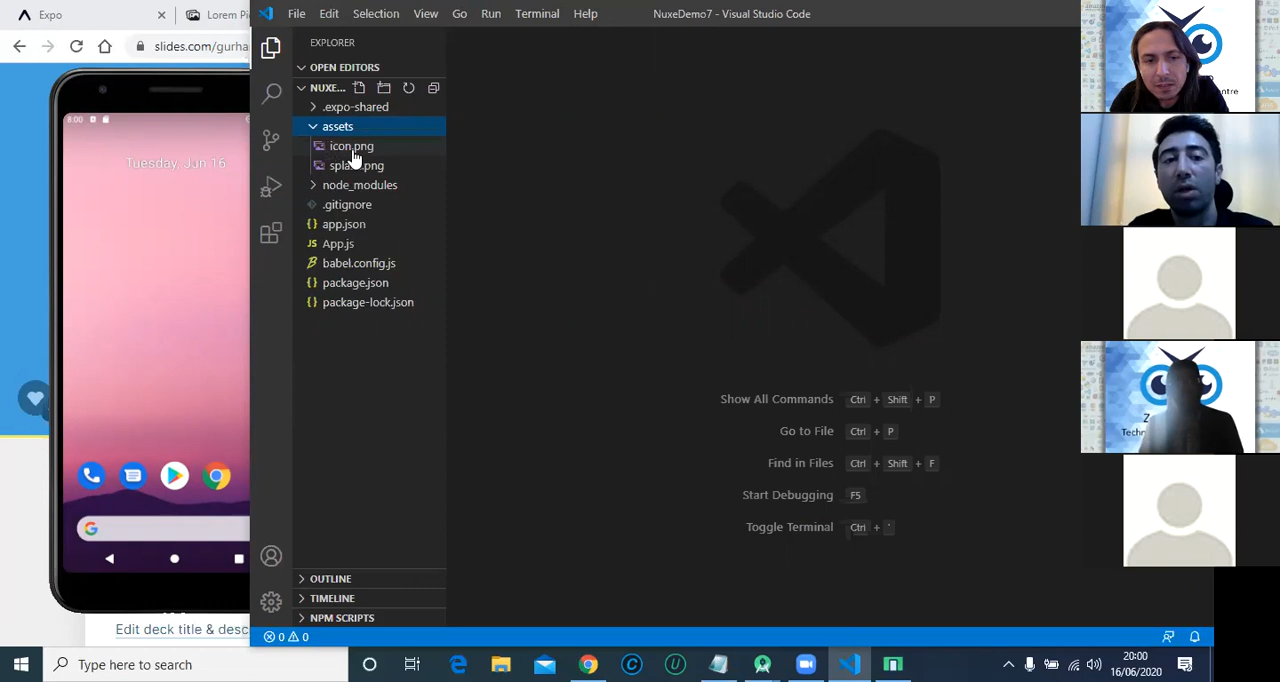 Expo
Lorem Pi
slides.com/gurha
File Edit Selection View Go Run Terminal Help
NuxeDemo7 - Visual Studio Code
EXPLORER
OPEN EDITORS
NUXE...
.expo-shared
assets
icon.png
node_modules
.gitignore
app.json
JS App.js
babel.config.js
package.json
package-lock.json
OUTLINE
TIMELINE
NPM SCRIPTS
0 0
8:00
Tuesday, Jun 16
G
Edit deck title & desc
Show All Commands Ctrl + Shift + P
Go to File Ctrl + P
Find in Files Ctrl + Shift + F
Start Debugging F5
Toggle Terminal Ctrl + `
Type here to search
20:00
16/06/2020